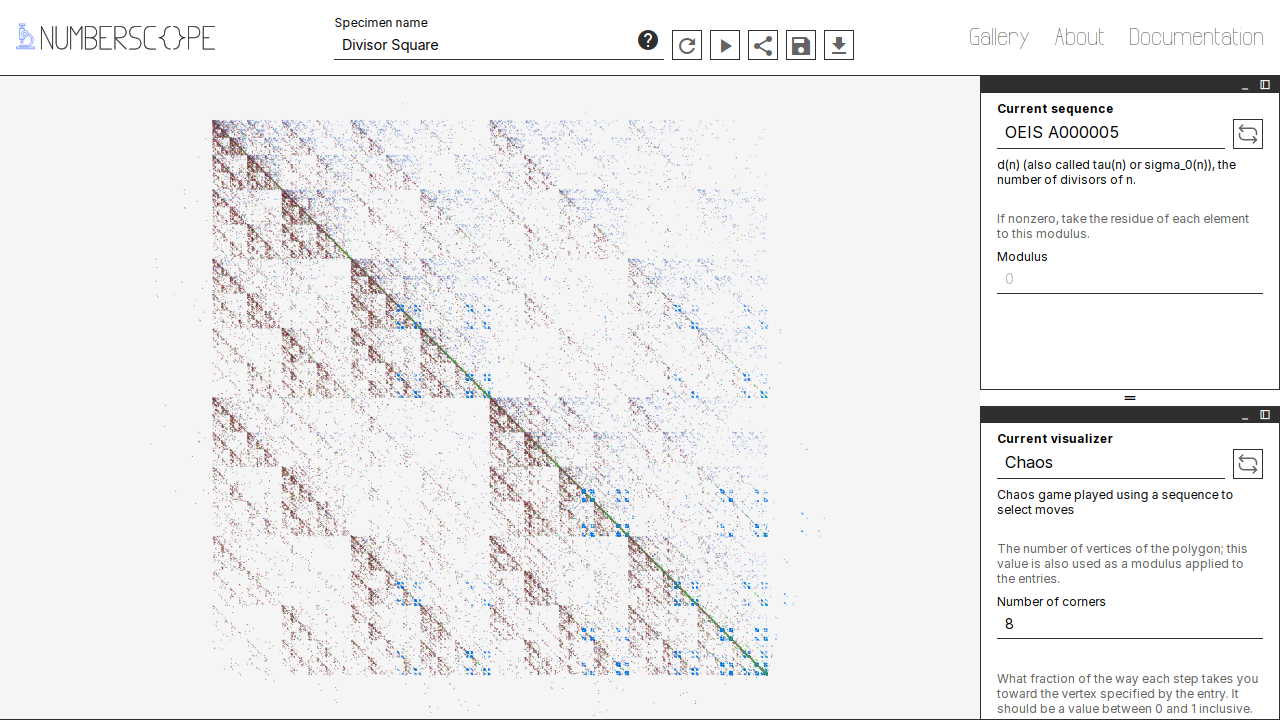 NUMBERSC{}PE
Specimen name
Divisor Square
?
Gallery
About
Documentation
Current sequence
OEIS A000005
d(n) (also called tau(n) or sigma_0(n)), the
number of divisors of n.
If nonzero, take the residue of each element
to this modulus.
Modulus
0
Current visualizer
Chaos
Chaos game played using a sequence to
select moves
The number of vertices of the polygon; this
value is also used as a modulus applied to
the entries.
Number of corners
8
What fraction of the way each step takes you
toward the vertex specified by the entry. It
should be a value between 0 and 1 inclusive.